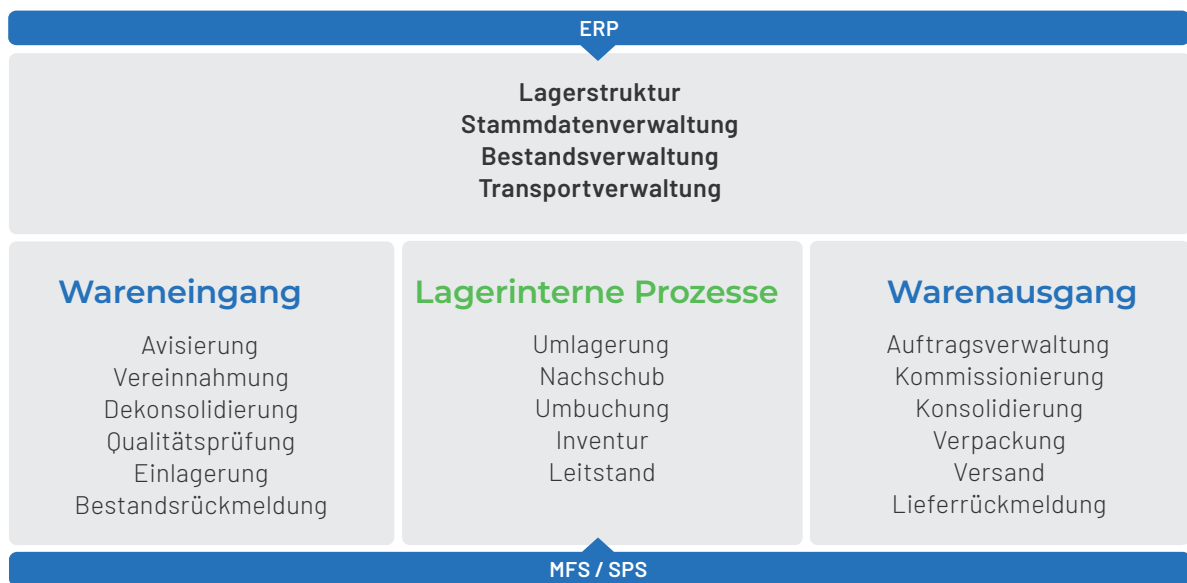 ERP
Lagerstruktur
Stammdatenverwaltung
Bestandsverwaltung
Transportverwaltung
Wareneingang
Avisierung
Vereinnahmung
Dekonsolidierung
Qualitätsprüfung
Einlagerung
Bestandsrückmeldung
Lagerinterne Prozesse
Umlagerung
Nachschub
Umbuchung
Inventur
Leitstand
Warenausgang
Auftragsverwaltung
Kommissionierung
Konsolidierung
Verpackung
Versand
Lieferrückmeldung
MFS / SPS